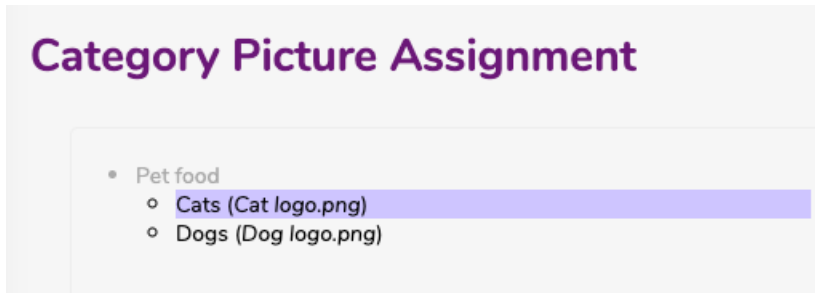 Category Picture Assignment
Pet food
Cats (Cat logo.png)
Dogs (Dog logo.png)